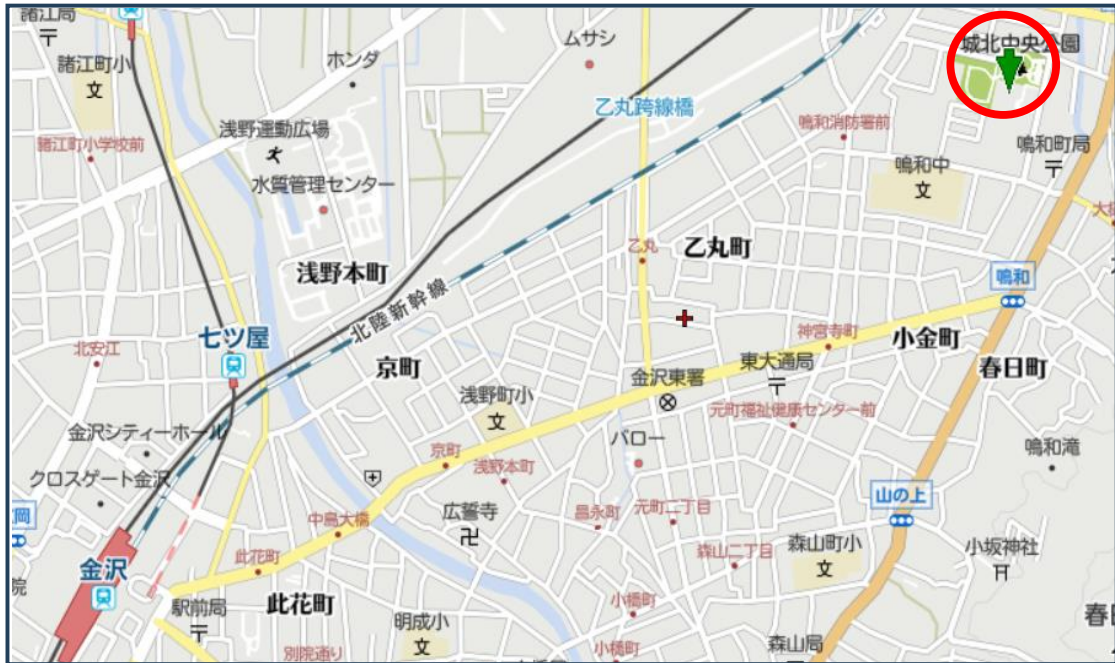 諸江局
城北中央公園
ムサシ
ホンダ
諸江町小
乙丸跨線橋
浅野運動広場
鳴和消防署前
諸江町小学校前
鳴和町局
鳴和中
水質管理センター
乙丸
乙丸町
浅野本町
鳴和
北陸新幹線
神宮寺町
小金町
北安江
七ツ屋
京町
東大通局
春日町
金沢東署
浅野町小
元町福祉健康センター前
金沢シティーホール
バロー
京町
鳴和滝
クロスゲート金沢
浅野本町
山の上
中島大橋
広誓寺
昌永町
元町二丁目
此花町
森山二丁目
森山町小
小坂神社
金沢
院
駅前局
此花町
小橋町
明成小
別院通り
小橋町
森山局